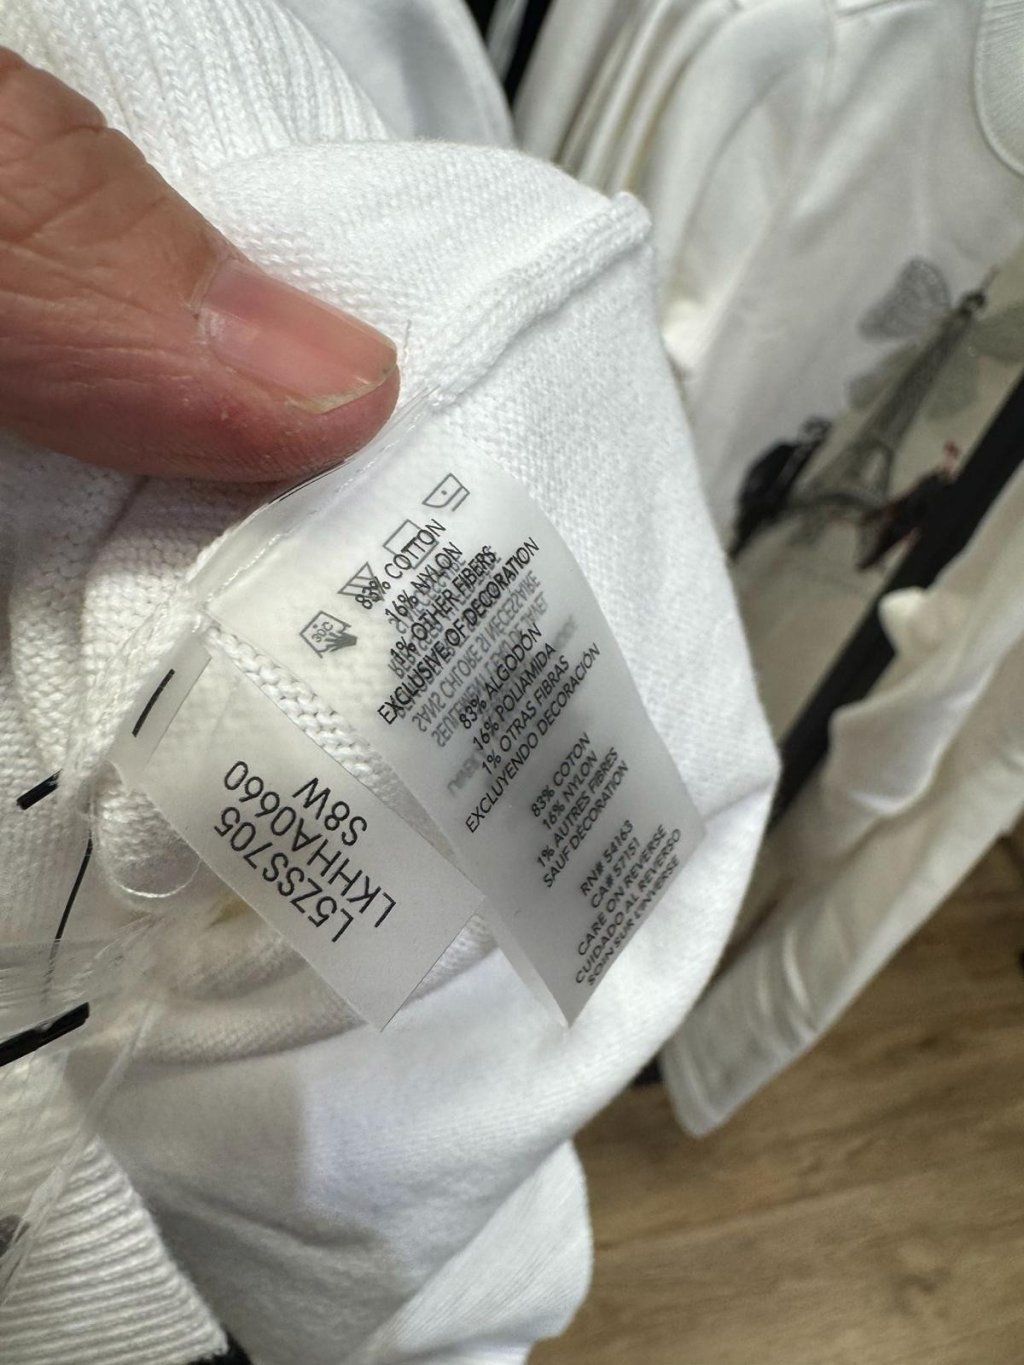 83% COTTON
16% NYLON
1% OTHER FIBERS
EXCLUSIVE OF DECORATION
83% ALGODÓN
16% POLIAMIDA
1% OTRAS FIBRAS
EXCLUYENDO DECORACIÓN
83% COTON
16% NYLON
1% AUTRES FIBRES
SAUF DÉCORATION
RN# 54163
CA# 57151
CARE ON REVERSE
CUIDADO AL REVERSO
SOIN SUR L'INVERSE
L5ZSS705
LKHHA0660
S8W
30C